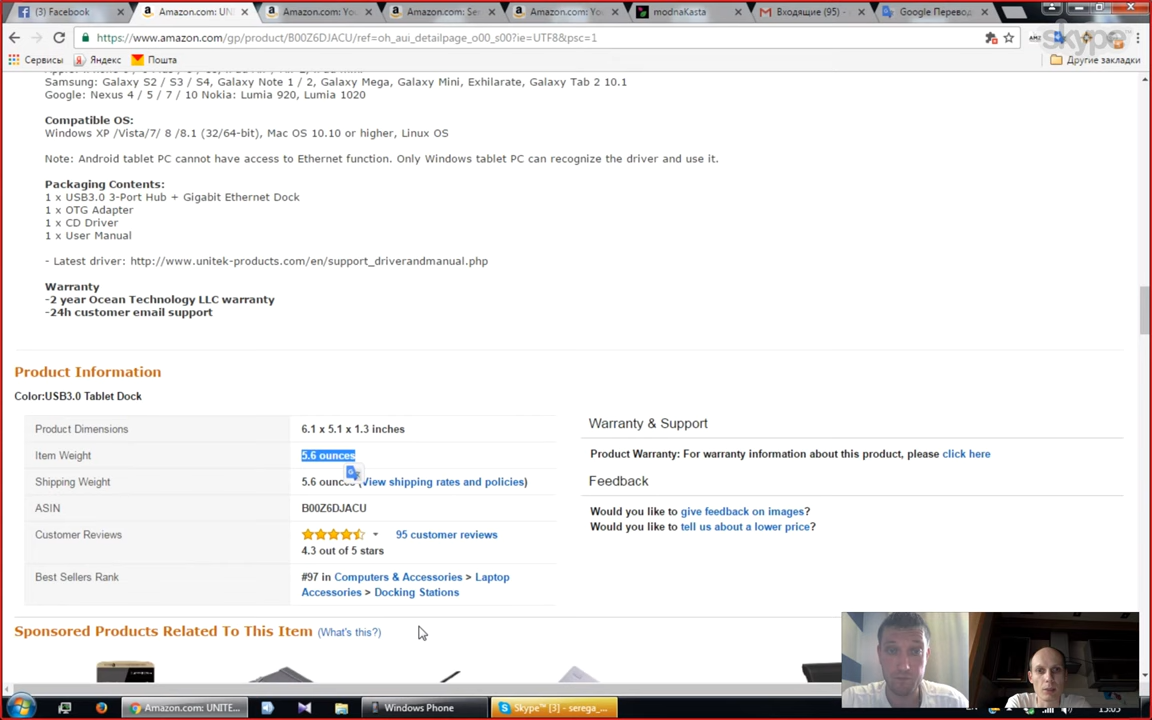 (3) Facebook
Amazon.com: UNI
Amazon.com: Yo
Amazon.com: Se
Amazon.com: Yo
modnaKasta
Входящие (95) -
Google Перевод
https://www.amazon.com/gp/product/B00Z6DJACU/ref=oh_aui_detailpage_o00_s00?ie=UTF8&psc=1
skype
Сервисы
Яндекс
Пошта
Другие закладки
Samsung: Galaxy S2 / S3 / S4, Galaxy Note 1 / 2, Galaxy Mega, Galaxy Mini, Exhilarate, Galaxy Tab 2 10.1
Google: Nexus 4 / 5 / 7 / 10 Nokia: Lumia 920, Lumia 1020
Compatible OS:
Windows XP /Vista/7/ 8 /8.1 (32/64-bit), Mac OS 10.10 or higher, Linux OS
Note: Android tablet PC cannot have access to Ethernet function. Only Windows tablet PC can recognize the driver and use it.
Packaging Contents:
1 x USB3.0 3-Port Hub + Gigabit Ethernet Dock
1 x OTG Adapter
1 x CD Driver
1 x User Manual
- Latest driver: http://www.unitek-products.com/en/support_driverandmanual.php
Warranty
-2 year Ocean Technology LLC warranty
-24h customer email support
Product Information
Color:USB3.0 Tablet Dock
Product Dimensions 6.1 x 5.1 x 1.3 inches
Item Weight 5.6 ounces
Shipping Weight 5.6 ounces (View shipping rates and policies)
ASIN B00Z6DJACU
Customer Reviews 95 customer reviews
4.3 out of 5 stars
Best Sellers Rank #97 in Computers & Accessories > Laptop
Accessories > Docking Stations
Warranty & Support
Product Warranty: For warranty information about this product, please click here
Feedback
Would you like to give feedback on images?
Would you like to tell us about a lower price?
Sponsored Products Related To This Item (What's this?)
Amazon.com: UNITE...
Windows Phone
Skype™ [3] - serega_...
15:05